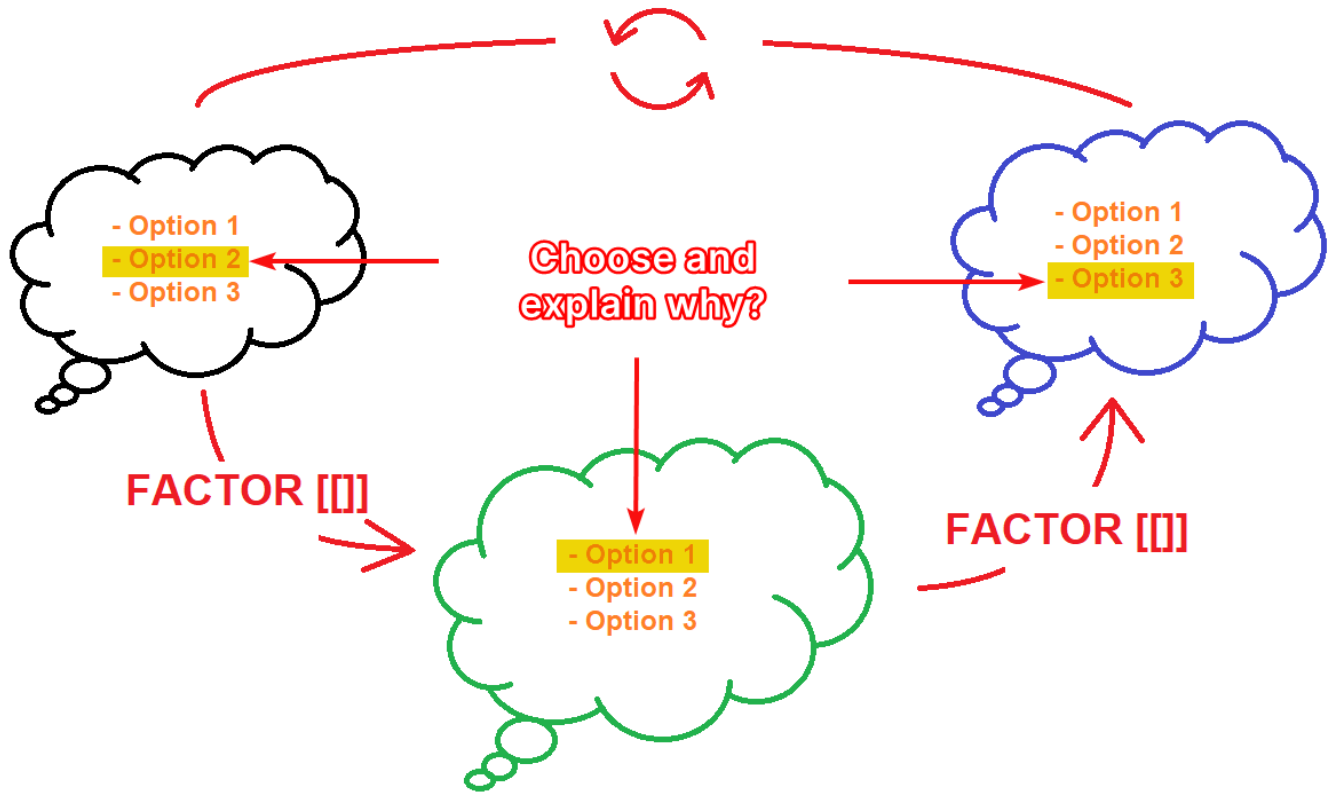 - Option 1
- Option 2
- Option 3
Choose and
explain why?
- Option 1
- Option 2
- Option 3
FACTOR [[]]
- Option 1
- Option 2
- Option 3
FACTOR [[]]